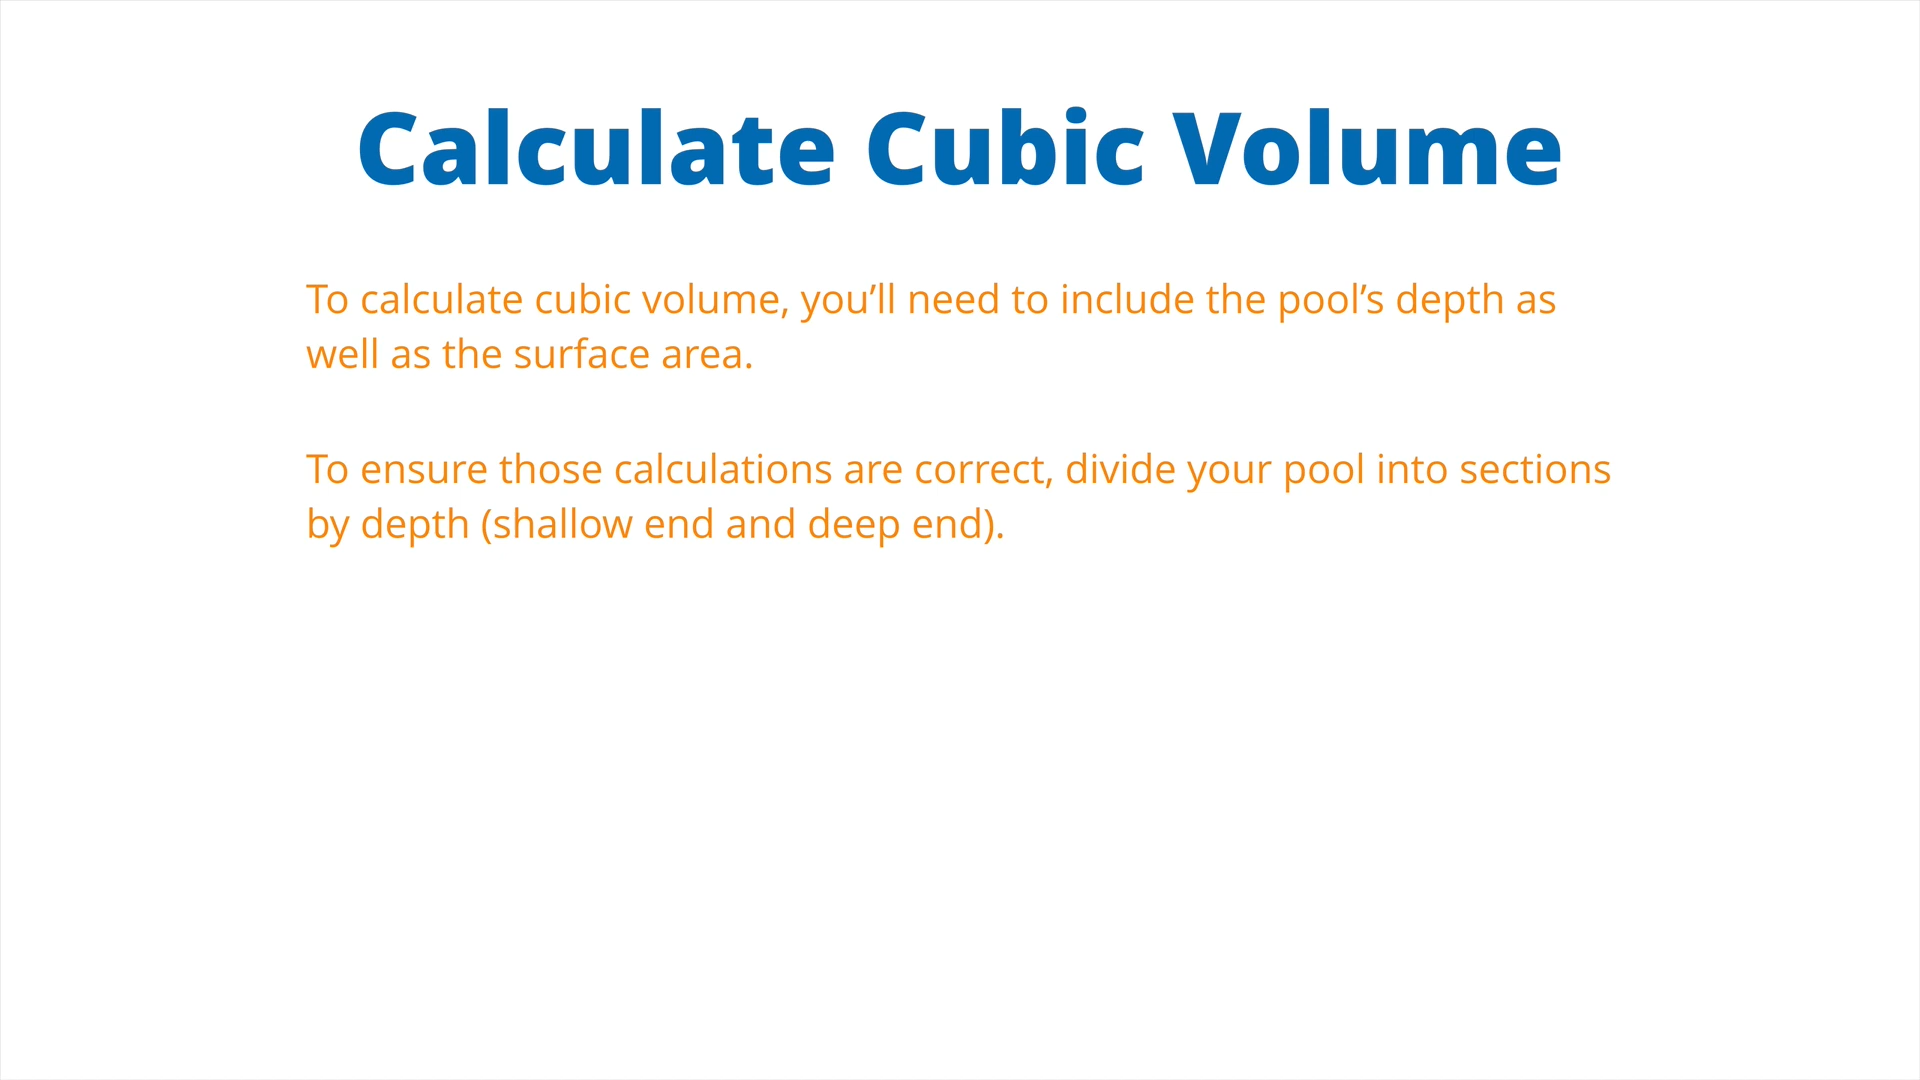 Calculate Cubic Volume
To calculate cubic volume, you’ll need to include the pool’s depth as
well as the surface area.
To ensure those calculations are correct, divide your pool into sections
by depth (shallow end and deep end).